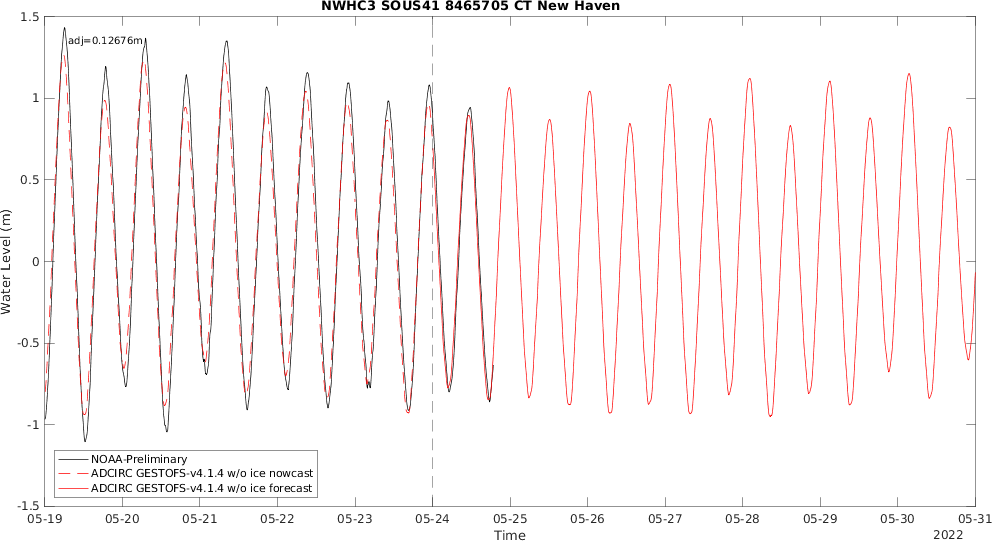 NWHC3 SOUS41 8465705 CT New Haven
1.5
adj=0.12676m
1
0.5
0
-0.5
-1
-1.5
Water Level (m)
NOAA-Preliminary
ADCIRC GESTOFS-v4.1.4 w/o ice nowcast
ADCIRC GESTOFS-v4.1.4 w/o ice forecast
05-19 05-20 05-21 05-22 05-23 05-24 05-25 05-26 05-27 05-28 05-29 05-30 05-31
Time
2022